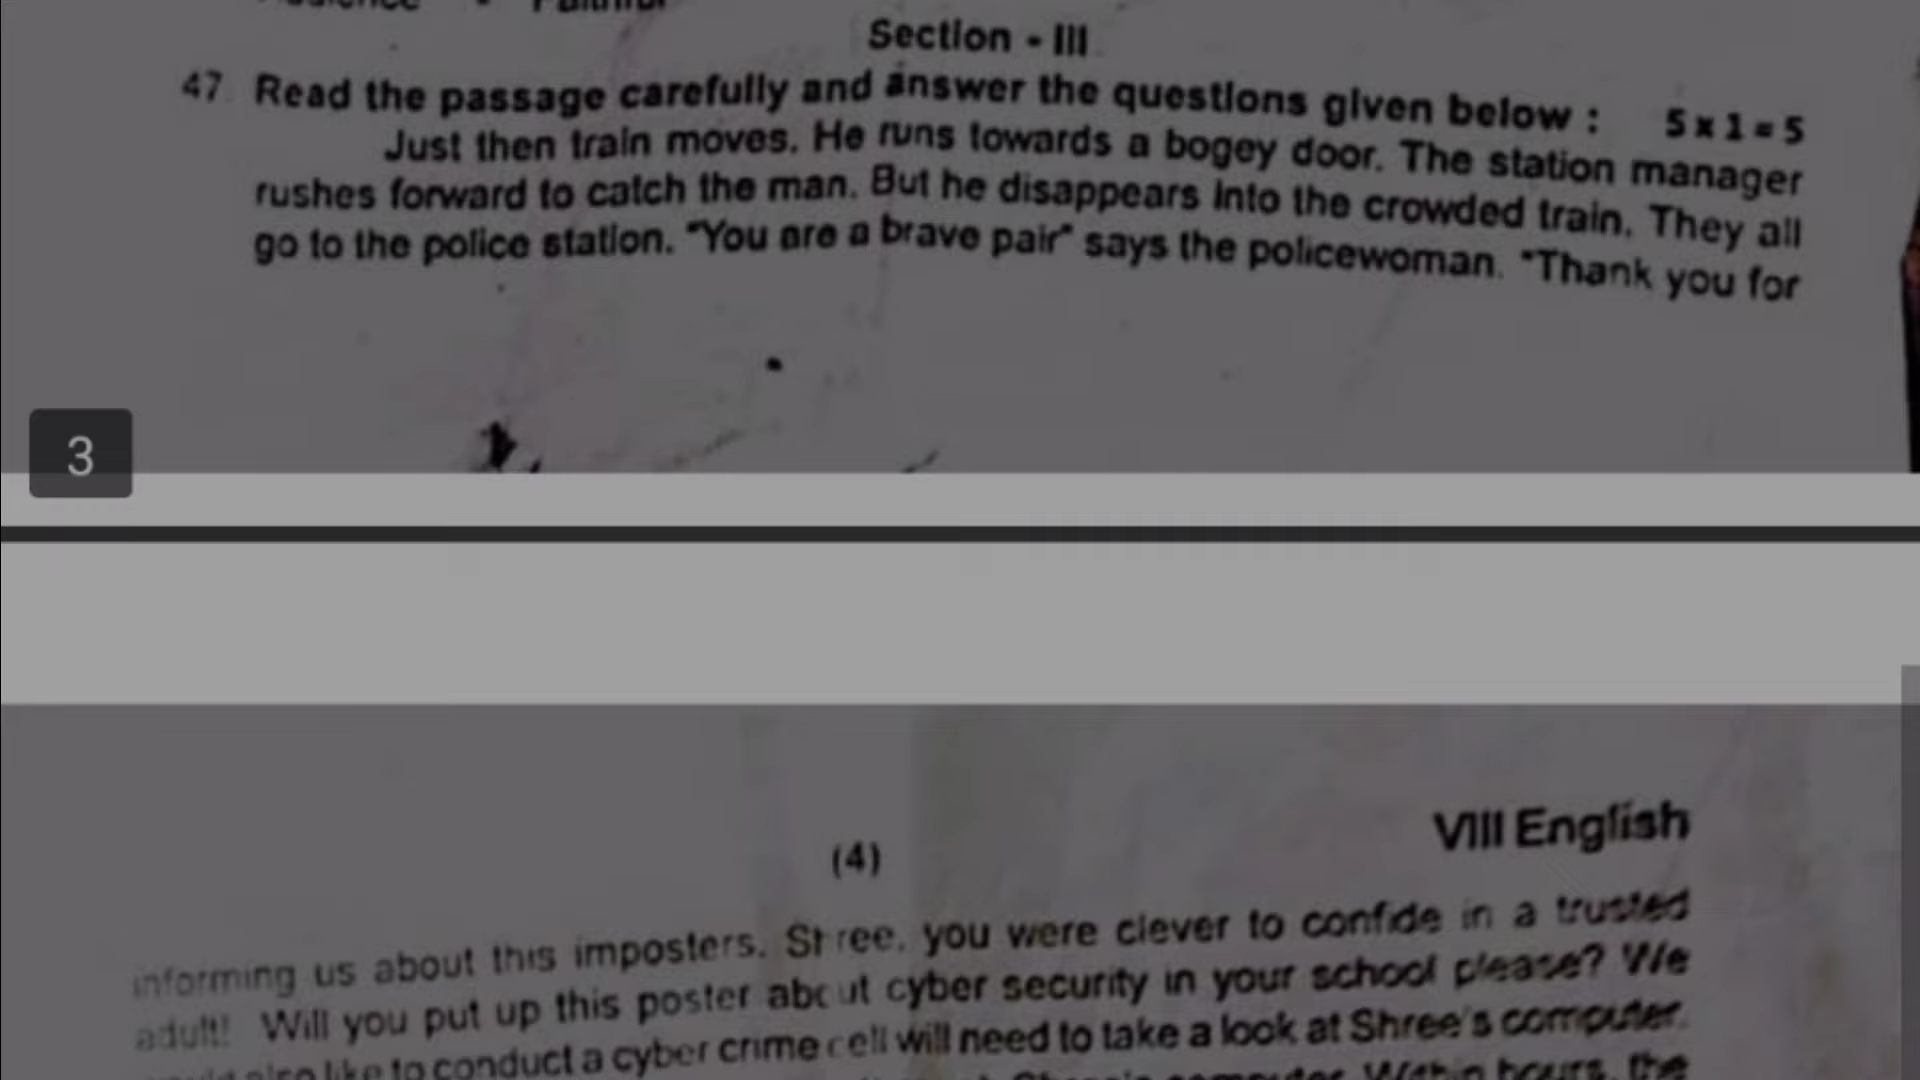 Section - III
47. Read the passage carefully and answer the questions given below : 5 x 1 = 5
Just then train moves. He runs towards a bogey door. The station manager
rushes forward to catch the man. But he disappears into the crowded train. They all
go to the police station. "You are a brave pair" says the policewoman. "Thank you for
3
VIII English
(4)
informing us about this imposters. Shree, you were clever to confide in a trusted
adult! Will you put up this poster about cyber security in your school please? We
also like to conduct a cyber crime cell will need to take a look at Shree's computer.
Shree's computer. Within hours, the